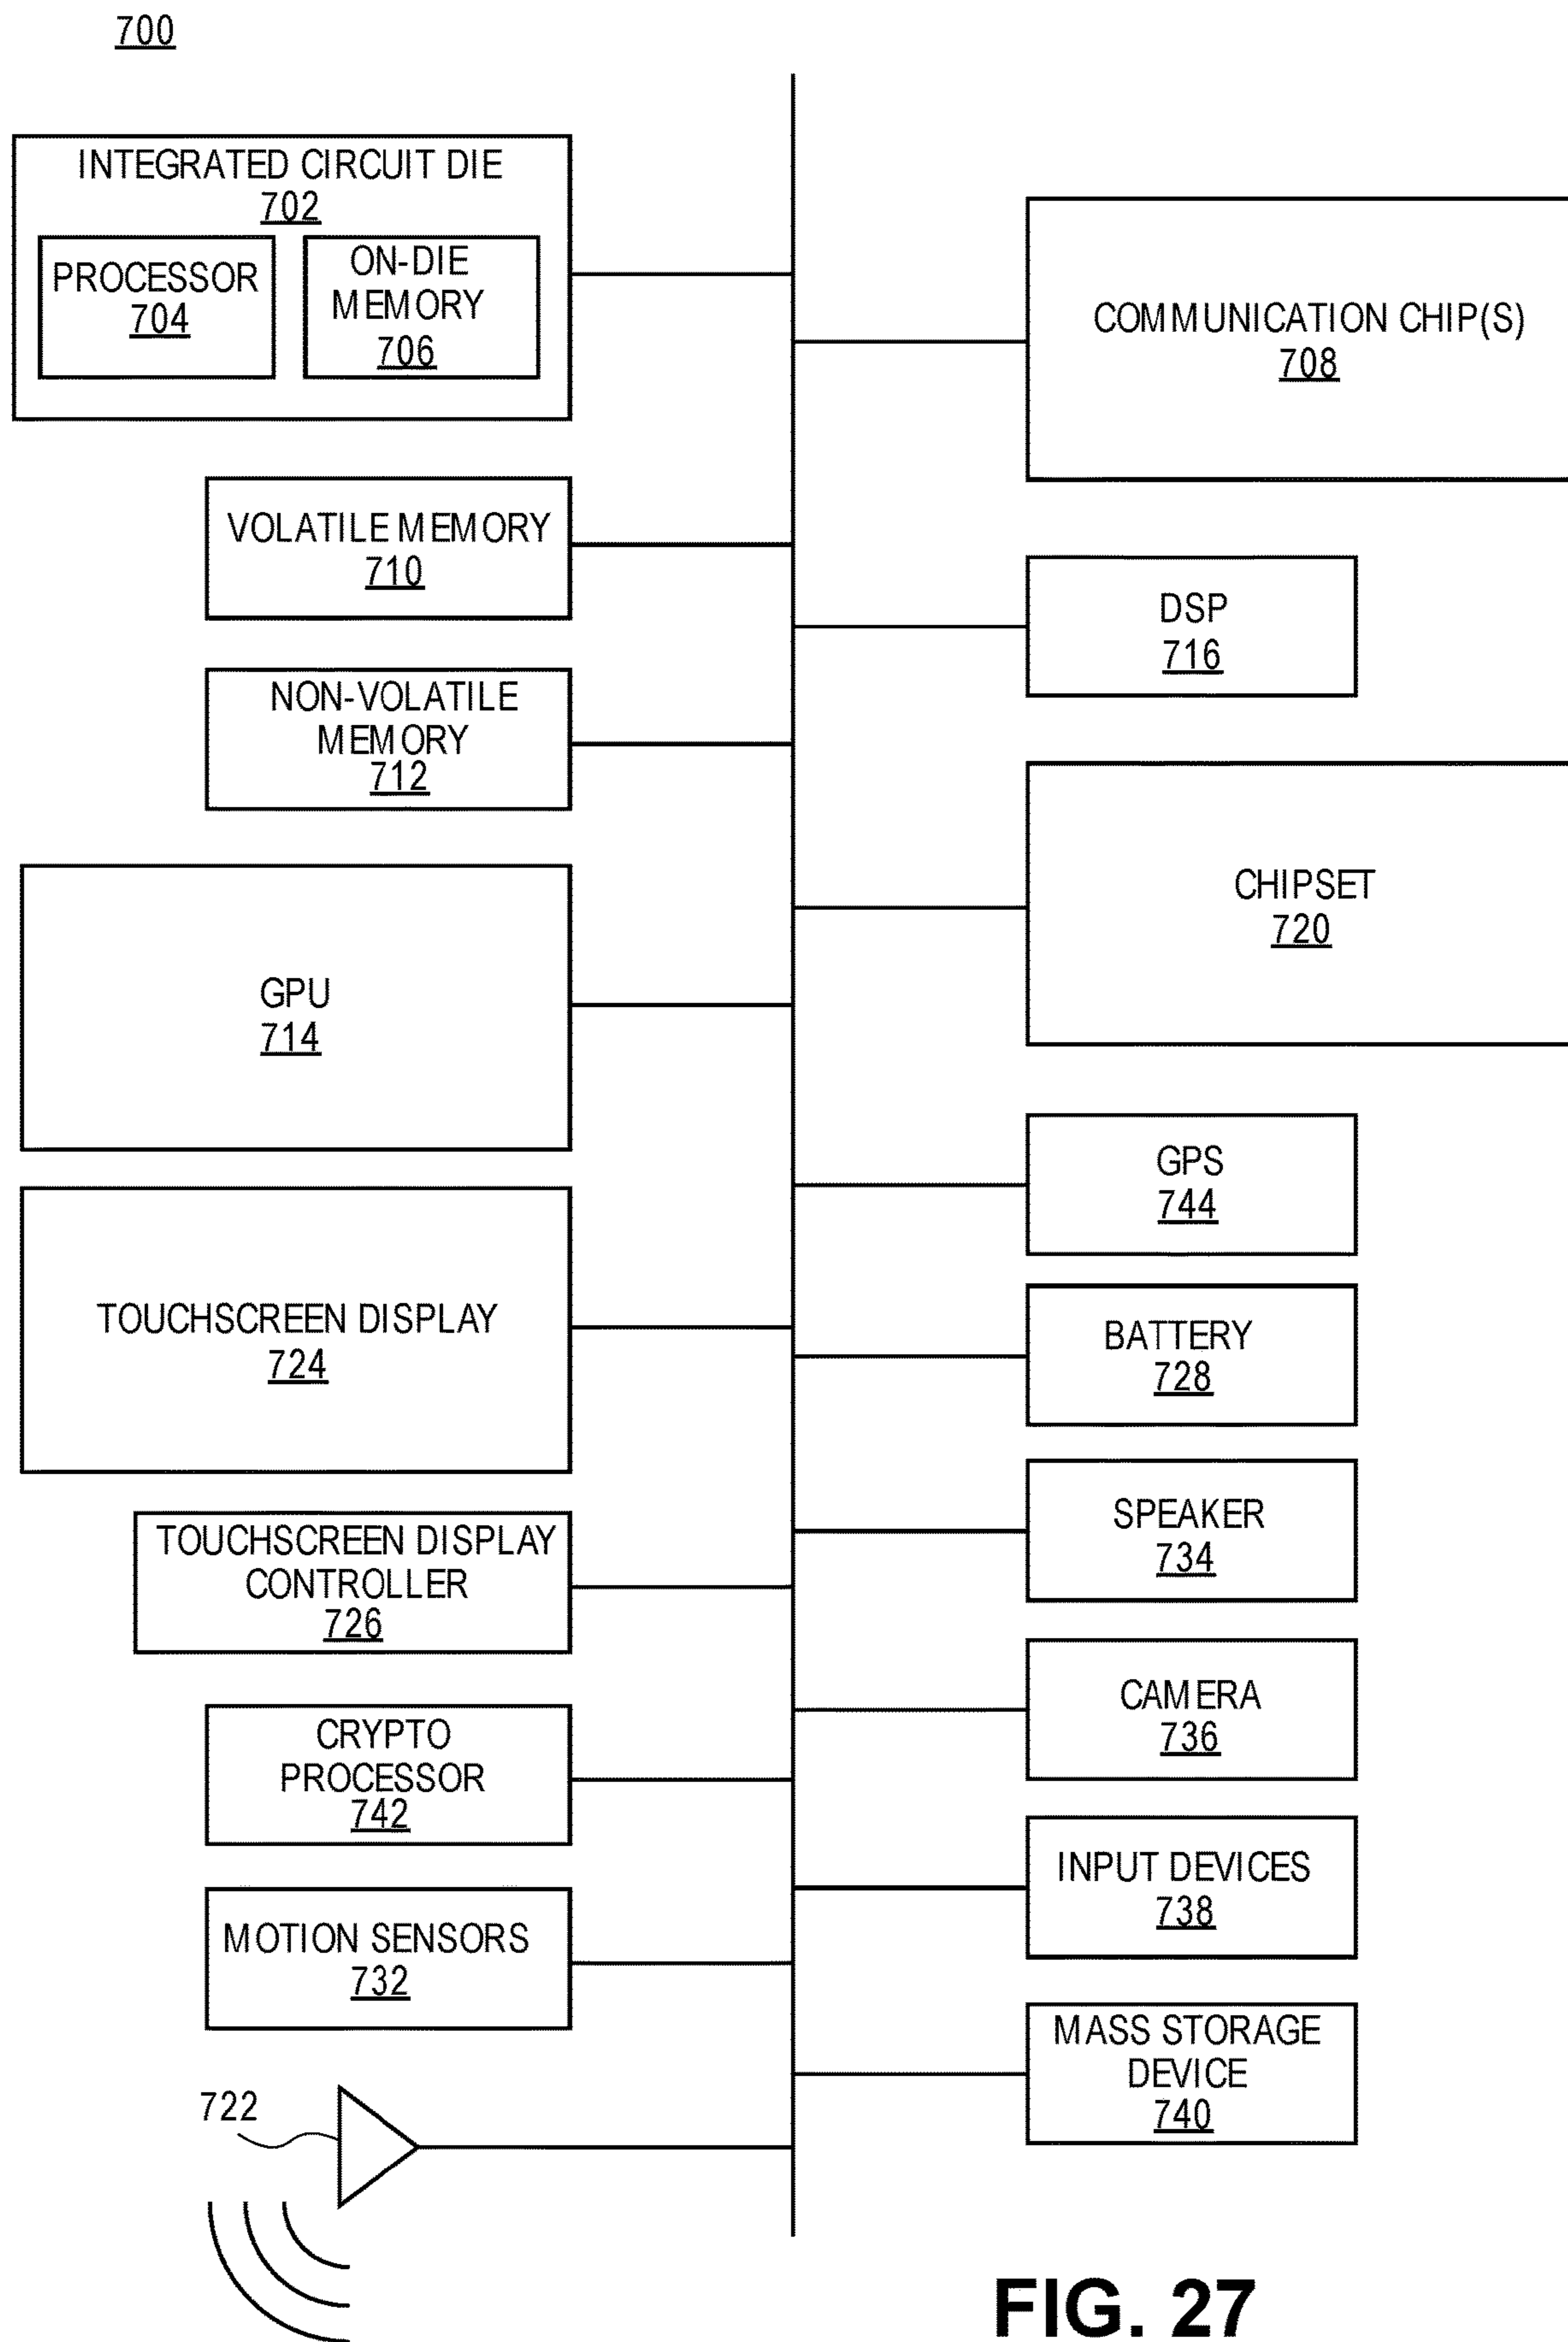 700
INTEGRATED CIRCUIT DIE
702
PROCESSOR
704
ON-DIE
MEMORY
706
COMMUNICATION CHIP(S)
708
VOLATILE MEMORY
710
DSP
716
NON-VOLATILE
MEMORY
712
CHIPSET
720
GPU
714
GPS
744
TOUCHSCREEN DISPLAY
724
BATTERY
728
SPEAKER
734
TOUCHSCREEN DISPLAY
CONTROLLER
726
CAMERA
736
CRYPTO
PROCESSOR
742
INPUT DEVICES
738
MOTION SENSORS
732
MASS STORAGE
DEVICE
740
722
FIG. 27